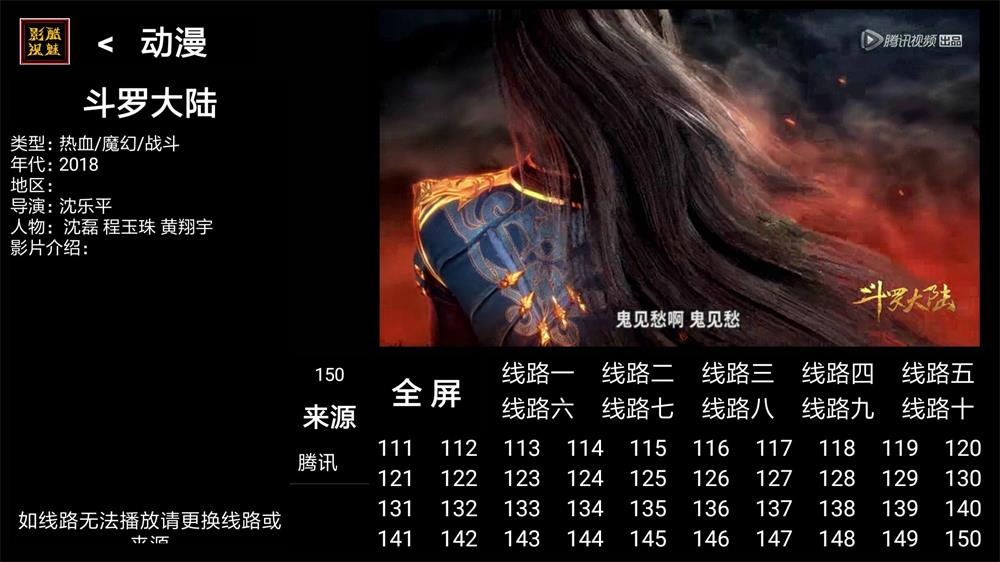 影酷
视魅
< 动漫
斗罗大陆
类型: 热血/魔幻/战斗
年代: 2018
地区:
导演: 沈乐平
人物: 沈磊 程玉珠 黄翔宇
影片介绍:
如线路无法播放请更换线路或
来源
腾讯视频 出品
斗罗大陆
鬼见愁啊 鬼见愁
150
来源
腾讯
全屏
线路一 线路二 线路三 线路四 线路五
线路六 线路七 线路八 线路九 线路十
111 112 113 114 115 116 117 118 119 120
121 122 123 124 125 126 127 128 129 130
131 132 133 134 135 136 137 138 139 140
141 142 143 144 145 146 147 148 149 150